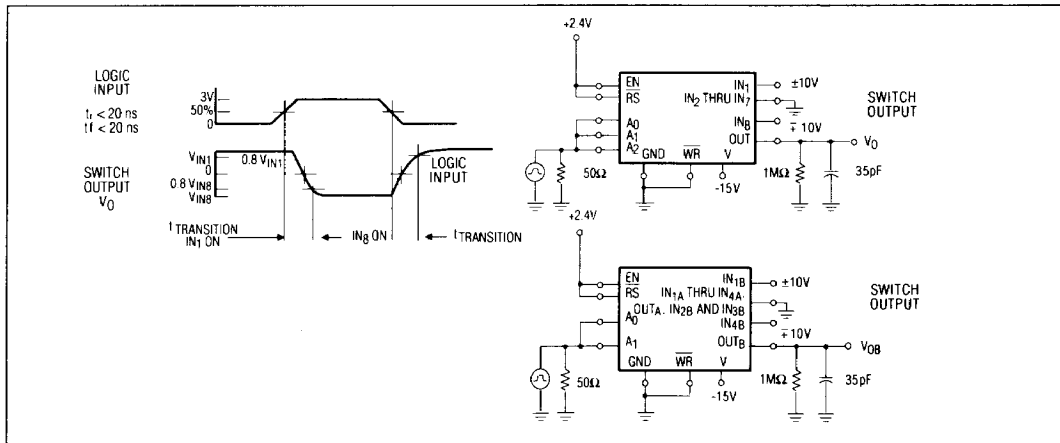 LOGIC
INPUT
tr < 20 ns
tf < 20 ns
3V
50%
0
SWITCH
OUTPUT
VO
VIN1
0
0.8 VIN8
VIN8
0.8 VIN1
LOGIC
INPUT
tTRANSITION
IN1 ON
IN8 ON
tTRANSITION
+2.4V
EN
RS
A0
A1
A2
IN1
IN2 THRU IN7
IN8
OUT
GND
WR
V
±10V
∓ 10V
SWITCH
OUTPUT
VO
50Ω
-15V
1MΩ
35pF
+2.4V
EN
RS
A0
A1
IN1B
IN1A THRU IN4A.
OUTA. IN2B AND IN3B
IN4B
OUTB
GND
WR
V
±10V
∓10V
SWITCH
OUTPUT
VOB
50Ω
-15V
1MΩ
35pF